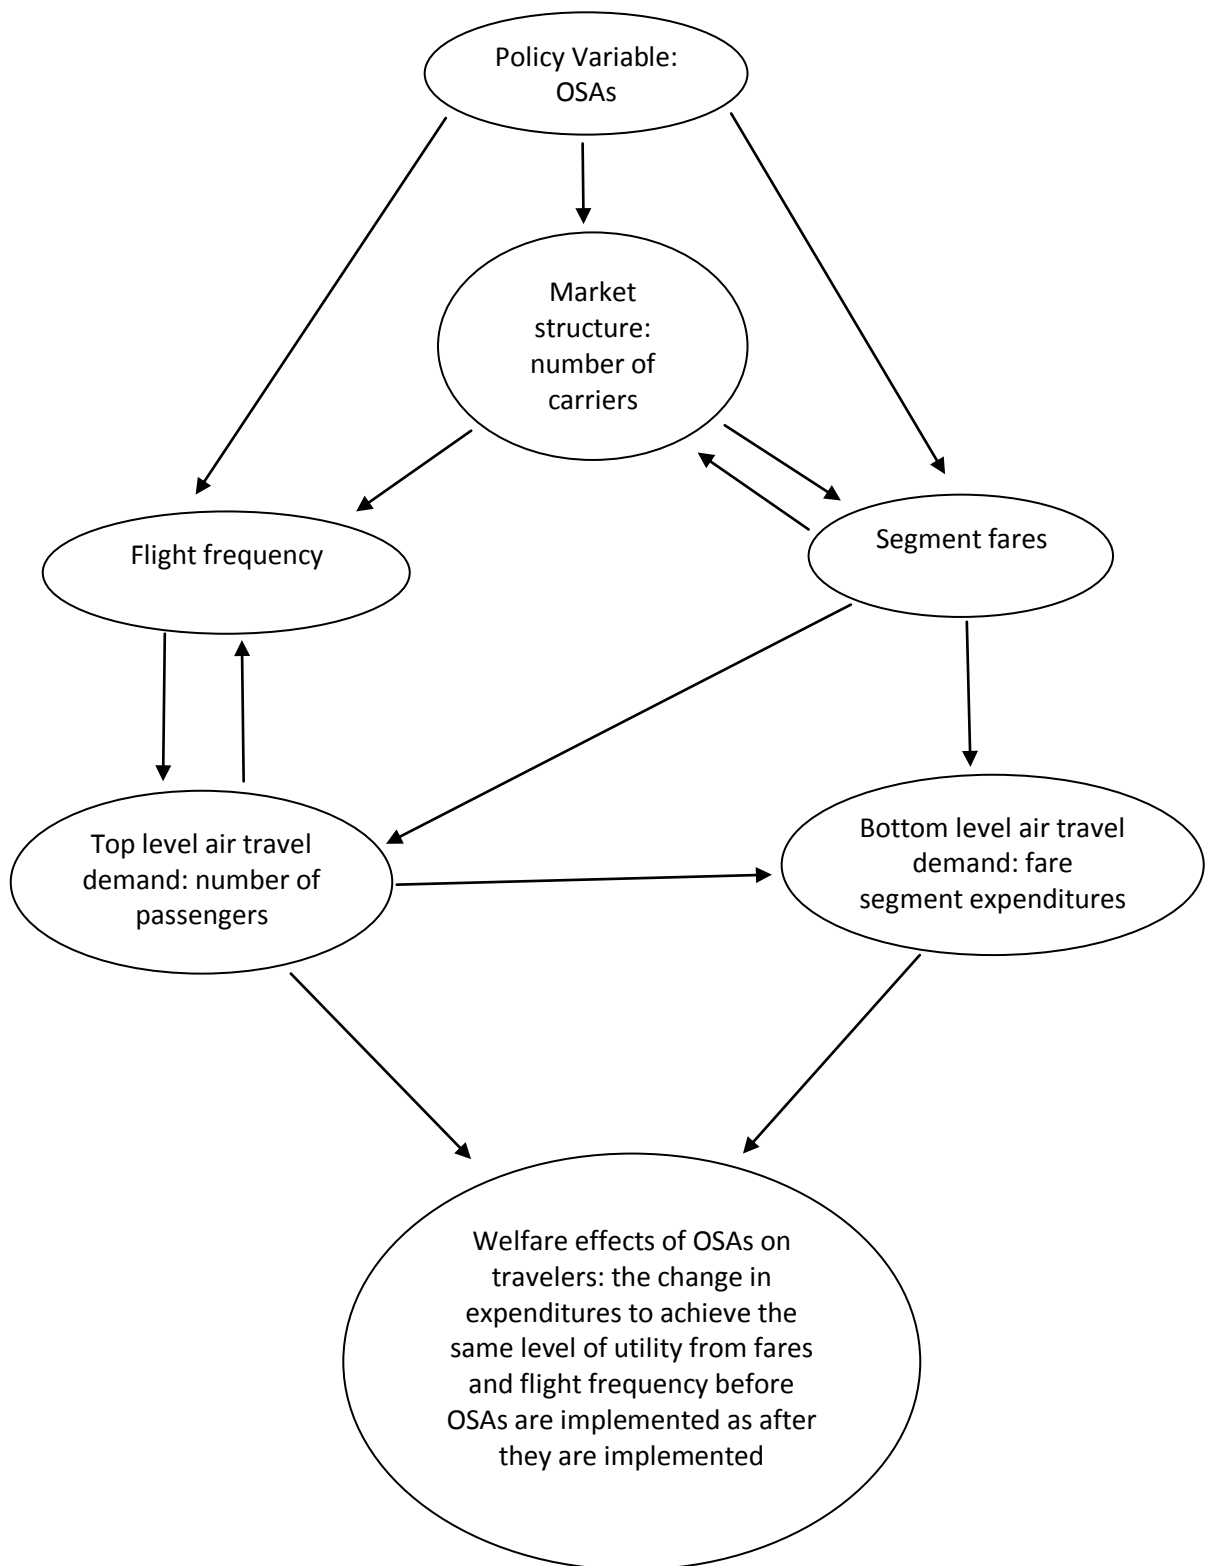 Policy Variable:
OSAs
Market
structure:
number of
carriers
Flight frequency
Segment fares
Top level air travel
demand: number of
passengers
Bottom level air travel
demand: fare
segment expenditures
Welfare effects of OSAs on
travelers: the change in
expenditures to achieve the
same level of utility from fares
and flight frequency before
OSAs are implemented as after
they are implemented